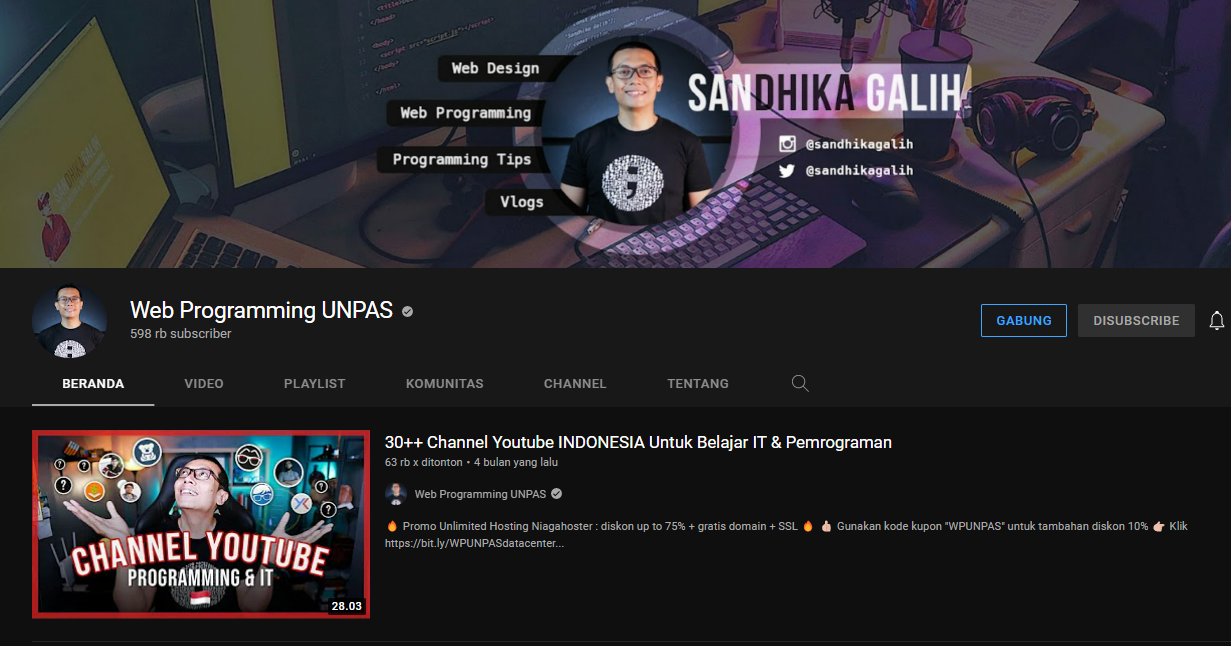 Web Design
Web Programming
Programming Tips
Vlogs
SANDHIKA GALIH
@sandhikagalih
@sandhikagalih
Web Programming UNPAS
598 rb subscriber
GABUNG
DISUBSCRIBE
BERANDA
VIDEO
PLAYLIST
KOMUNITAS
CHANNEL
TENTANG
CHANNEL YOUTUBE
PROGRAMMING & IT
28.03
30++ Channel Youtube INDONESIA Untuk Belajar IT & Pemrograman
63 rb x ditonton • 4 bulan yang lalu
Web Programming UNPAS
🔥 Promo Unlimited Hosting Niagahoster : diskon up to 75% + gratis domain + SSL 🔥 👍🏻 Gunakan kode kupon "WPUNPAS" untuk tambahan diskon 10% 👉🏻 Klik
https://bit.ly/WPUNPASdatacenter...